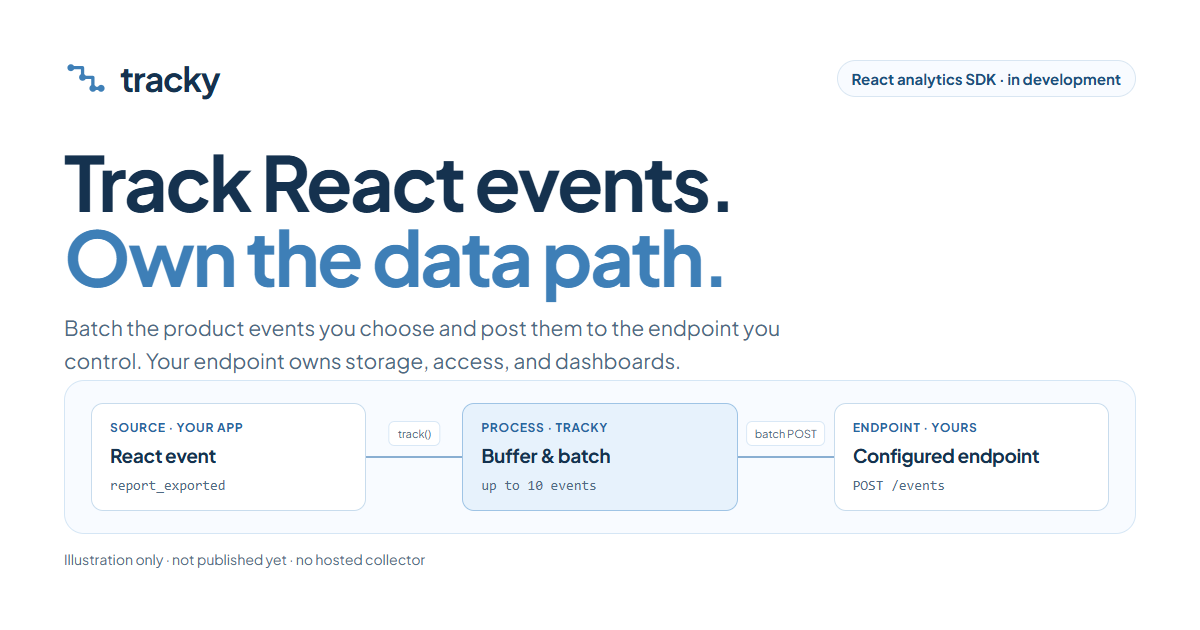 tracky
React analytics SDK · in development
Track React events.
Own the data path.
Batch the product events you choose and post them to the endpoint you
control. Your endpoint owns storage, access, and dashboards.
SOURCE · YOUR APP
React event
report_exported
track()
PROCESS · TRACKY
Buffer & batch
up to 10 events
batch POST
ENDPOINT · YOURS
Configured endpoint
POST /events
Illustration only · not published yet · no hosted collector